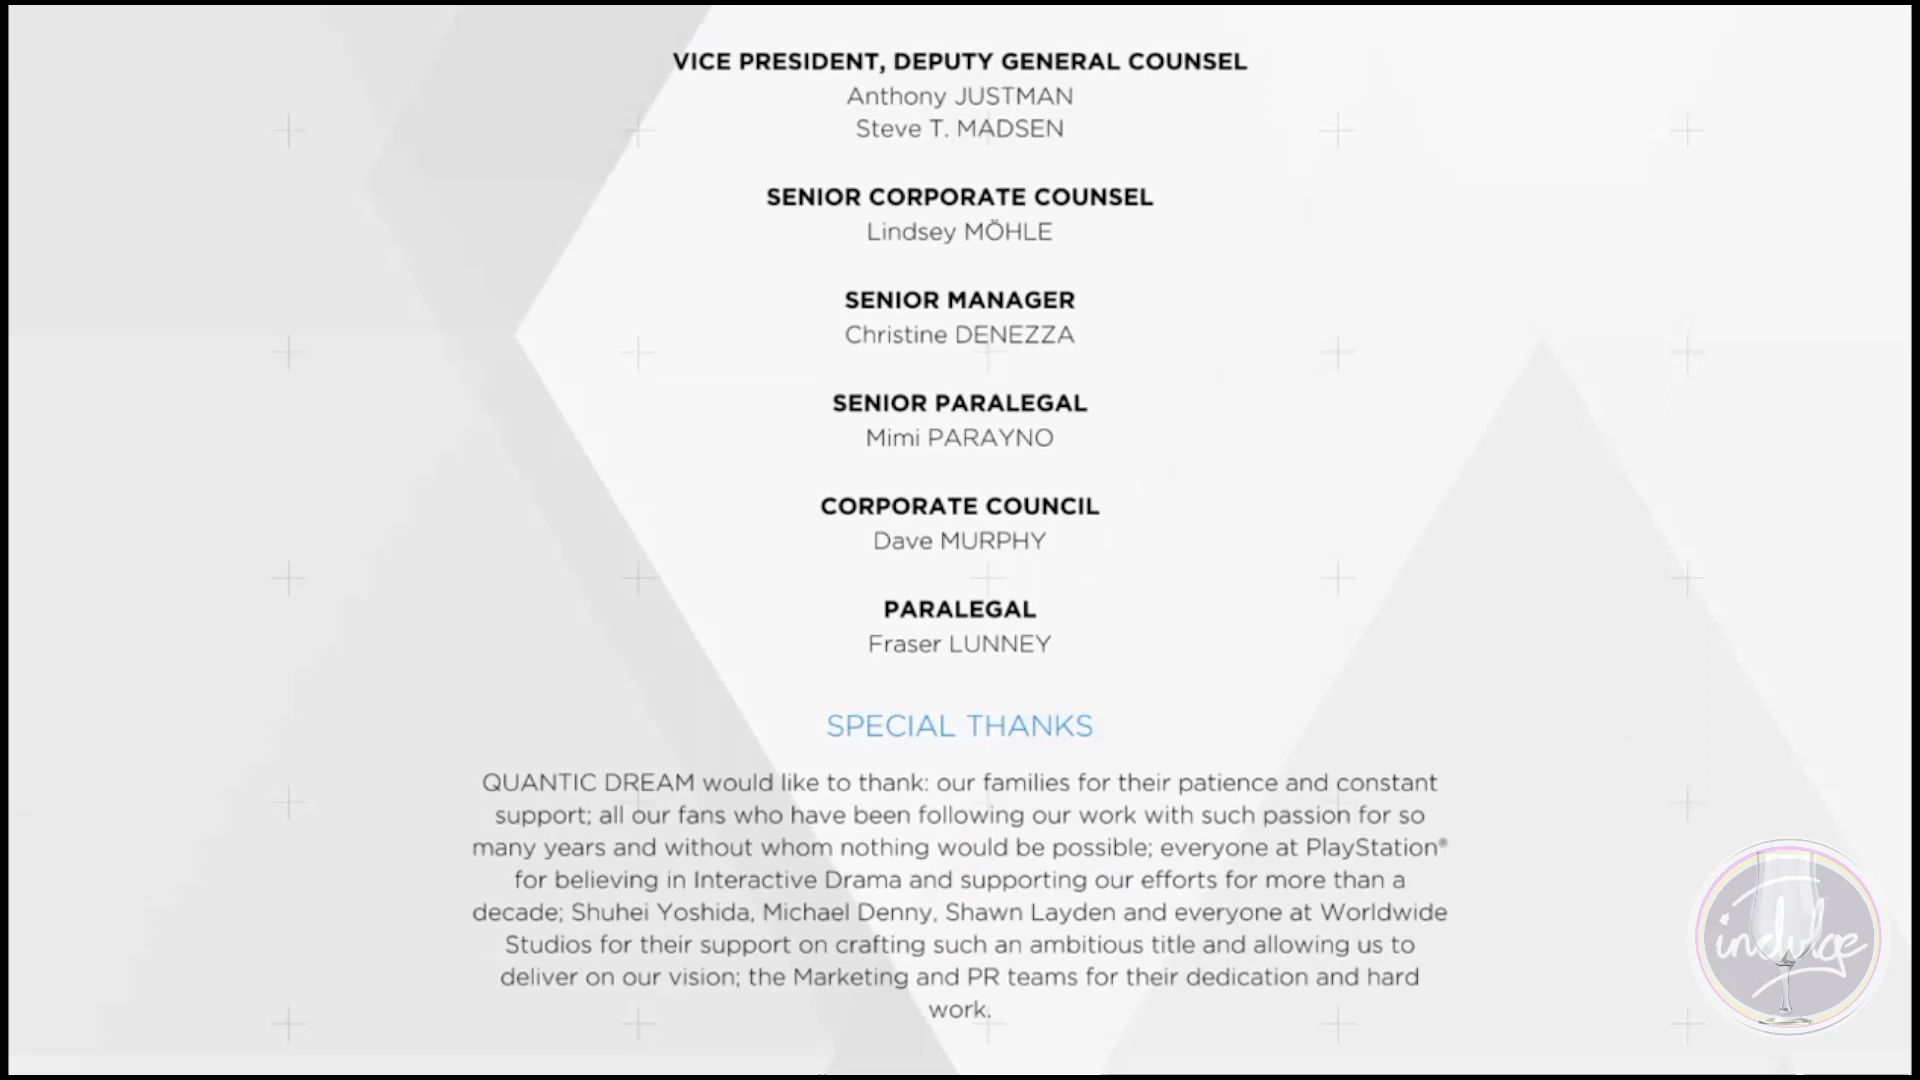 VICE PRESIDENT, DEPUTY GENERAL COUNSEL
Anthony JUSTMAN
Steve T. MADSEN
SENIOR CORPORATE COUNSEL
Lindsey MÖHLE
SENIOR MANAGER
Christine DENEZZA
SENIOR PARALEGAL
Mimi PARAYNO
CORPORATE COUNCIL
Dave MURPHY
PARALEGAL
Fraser LUNNEY
SPECIAL THANKS
QUANTIC DREAM would like to thank: our families for their patience and constant
support; all our fans who have been following our work with such passion for so
many years and without whom nothing would be possible; everyone at PlayStation®
for believing in Interactive Drama and supporting our efforts for more than a
decade; Shuhei Yoshida, Michael Denny, Shawn Layden and everyone at Worldwide
Studios for their support on crafting such an ambitious title and allowing us to
deliver on our vision; the Marketing and PR teams for their dedication and hard
work.
indulge